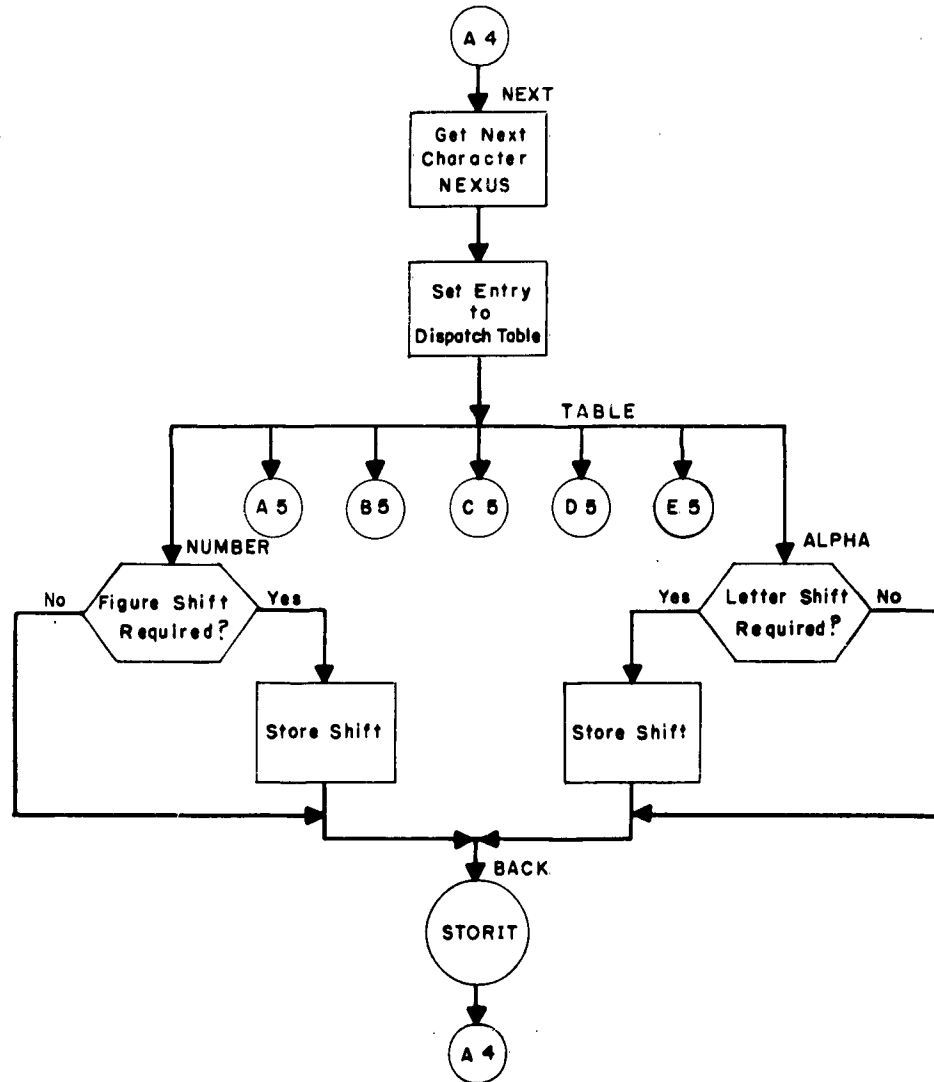 A 4
NEXT
Get Next
Character
NEXUS
Set Entry
to
Dispatch Table
TABLE
A 5
B 5
C 5
D 5
E 5
NUMBER
ALPHA
No
Figure Shift
Required?
Yes
Yes
Letter Shift
Required?
No
Store Shift
Store Shift
BACK
STORIT
A 4